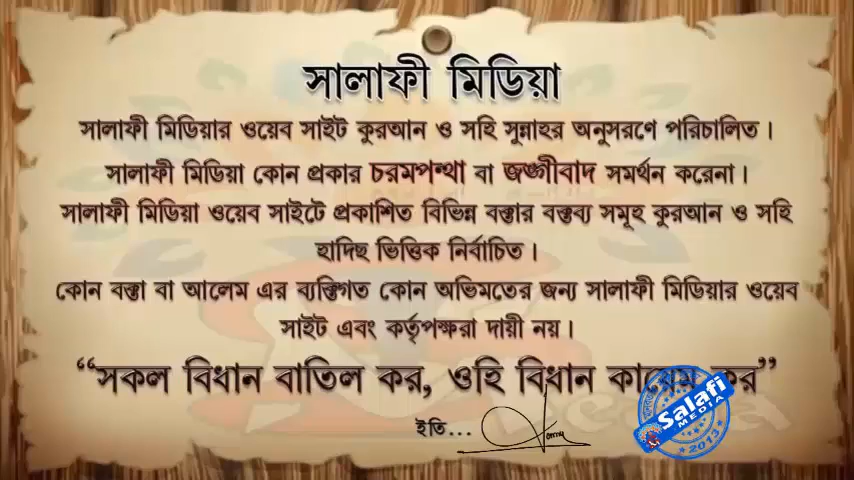 সালাফী মিডিয়া
সালাফী মিডিয়ার ওয়েব সাইট কুরআন ও সহি সুন্নাহর অনুসরণে পরিচালিত।
সালাফী মিডিয়া কোন প্রকার চরমপন্থা বা জঙ্গীবাদ সমর্থন করেনা।
সালাফী মিডিয়া ওয়েব সাইটে প্রকাশিত বিভিন্ন বক্তার বক্তব্য সমূহ কুরআন ও সহি
হাদিছ ভিত্তিক নির্বাচিত।
কোন বক্তা বা আলেম এর ব্যক্তিগত কোন অভিমতের জন্য সালাফী মিডিয়ার ওয়েব
সাইট এবং কর্তৃপক্ষরা দায়ী নয়।
“সকল বিধান বাতিল কর, ওহি বিধান কায়েম কর”
ইতি...
Salafi
MEDIA
2013